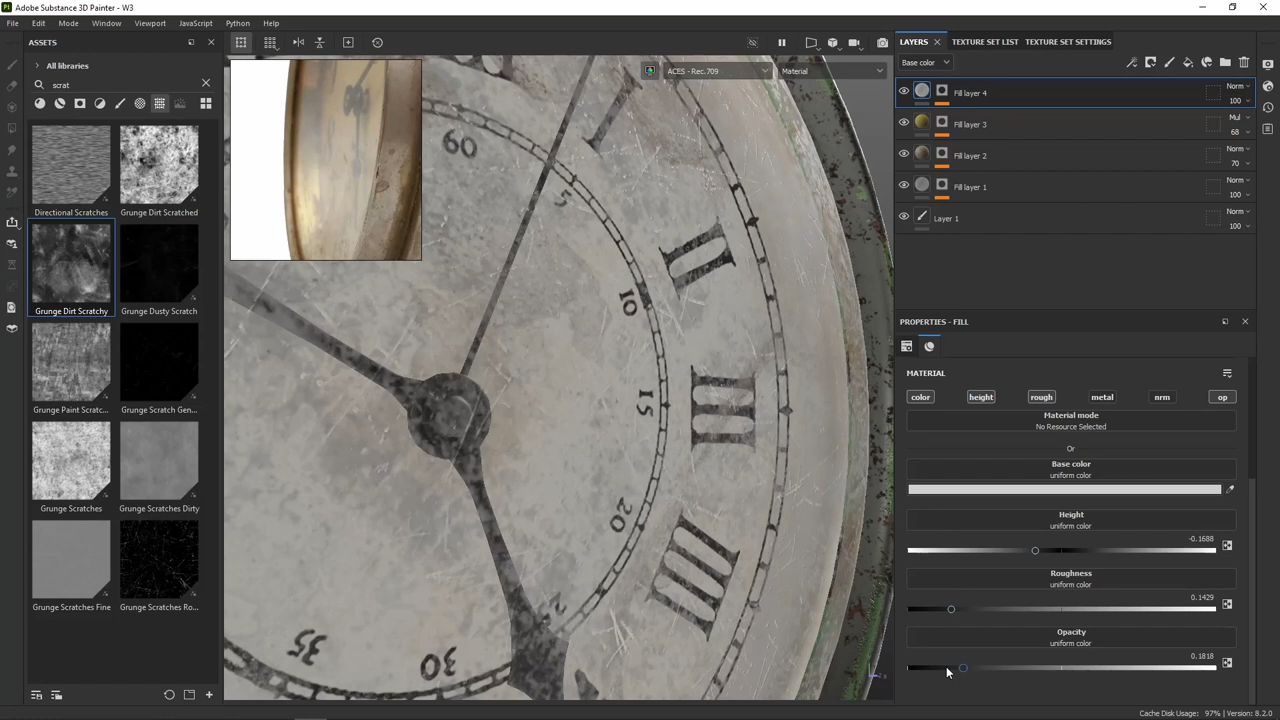 Adobe Substance 3D Painter - W3
File Edit Mode Window View JavaScript Python Help
ASSETS
All libraries
scrat
Directional Scratches
Grunge Dirt Scratched
Grunge Dirt Scratchy
Grunge Dusty Scratch
Grunge Paint Scratc...
Grunge Scratch Gen...
Grunge Scratches
Grunge Scratches Dirty
Grunge Scratches Fine
Grunge Scratches Ro...
ACES - Rec.709
Material
60
5
10
15
20
30
35
II
III
IIII
LAYERS
TEXTURE SET LIST
TEXTURE SET SETTINGS
Base color
Fill layer 4
Norm
100
Fill layer 3
Mul
68
Fill layer 2
Norm
70
Fill layer 1
Norm
100
Layer 1
Norm
100
PROPERTIES - FILL
MATERIAL
color height rough metal nrm op
Material mode
No Resource Selected
Or
Base color
uniform color
Height
uniform color
-0.1688
Roughness
uniform color
0.1429
Opacity
uniform color
0.1818
Cache Disk Usage: 97% | Version: 8.2.0